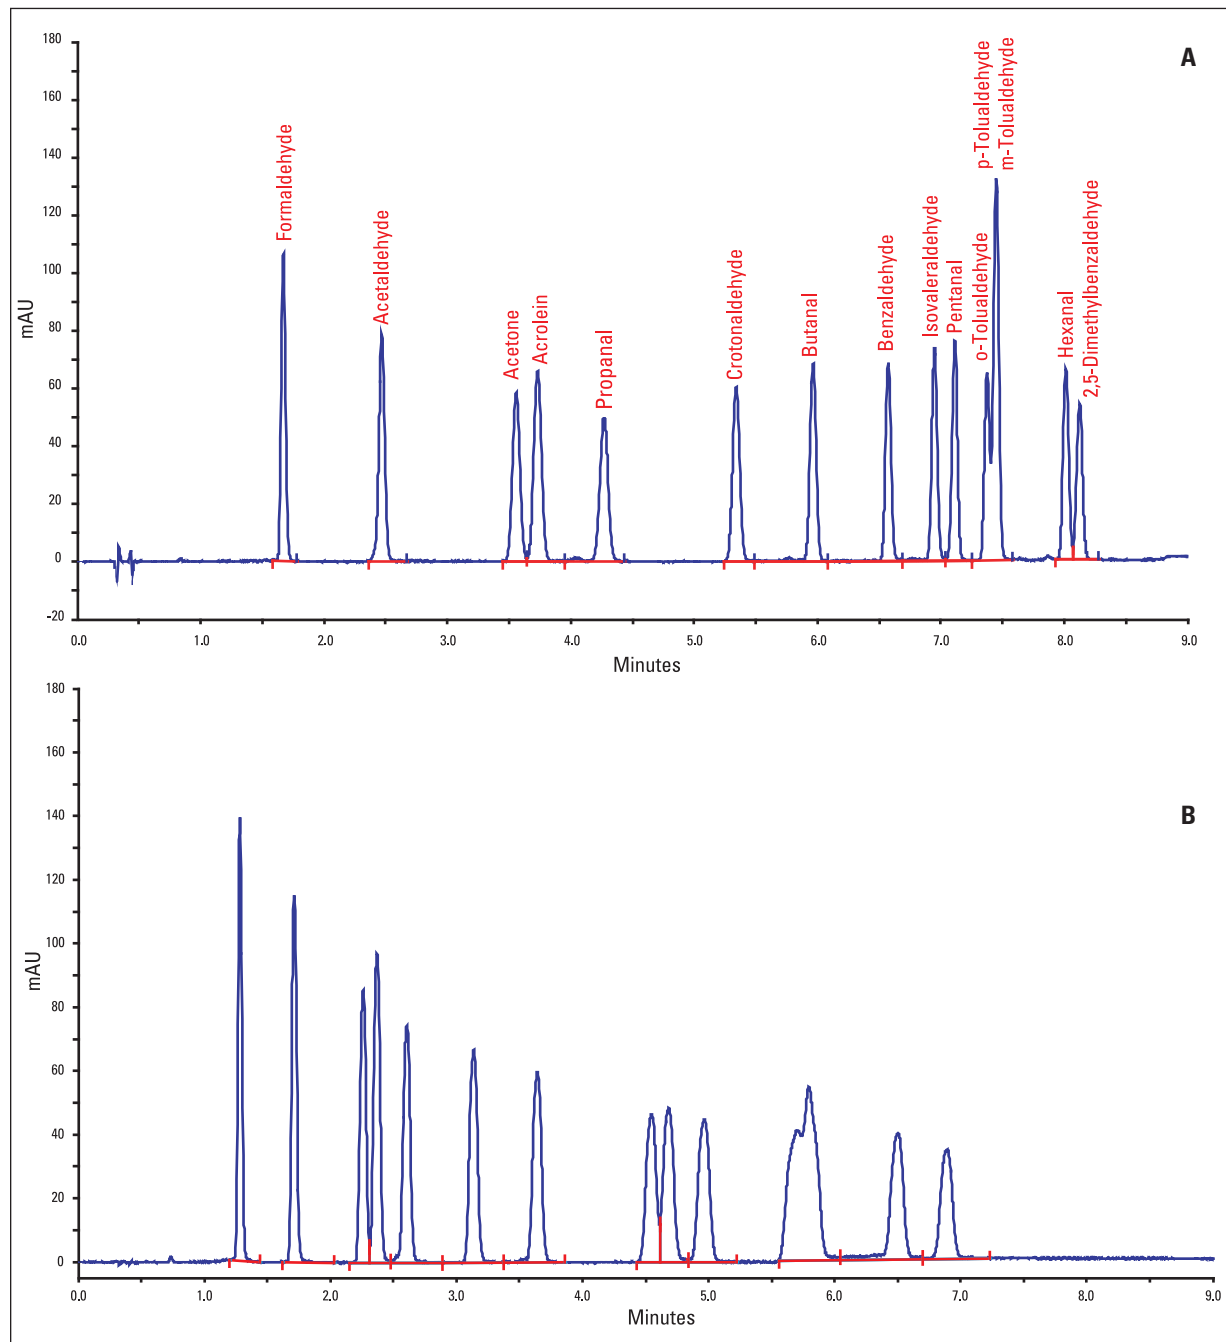 A
180
160
140
120
100
80
60
40
20
0
-20
mAU
Formaldehyde
Acetaldehyde
Acetone
Acrolein
Propanal
Crotonaldehyde
Butanal
Benzaldehyde
Isovaleraldehyde
Pentanal
o-Tolualdehyde
p-Tolualdehyde
m-Tolualdehyde
Hexanal
2,5-Dimethylbenzaldehyde
0.0 1.0 2.0 3.0 4.0 5.0 6.0 7.0 8.0 9.0
Minutes
B
180
160
140
120
100
80
60
40
20
0
mAU
0.0 1.0 2.0 3.0 4.0 5.0 6.0 7.0 8.0 9.0
Minutes